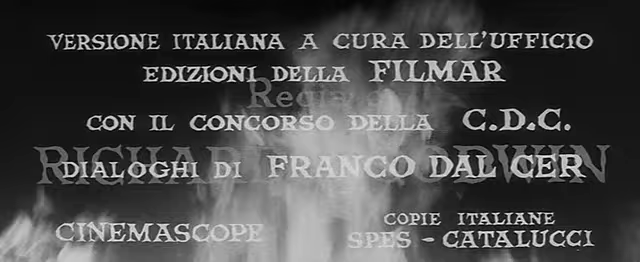 VERSIONE ITALIANA A CURA DELL'UFFICIO
EDIZIONI DELLA FILMAR
Regia
CON IL CONCORSO DELLA C.D.C.
DIALOGHI DI FRANCO DAL CER
CINEMASCOPE
COPIE ITALIANE
SPES - CATALUCCI